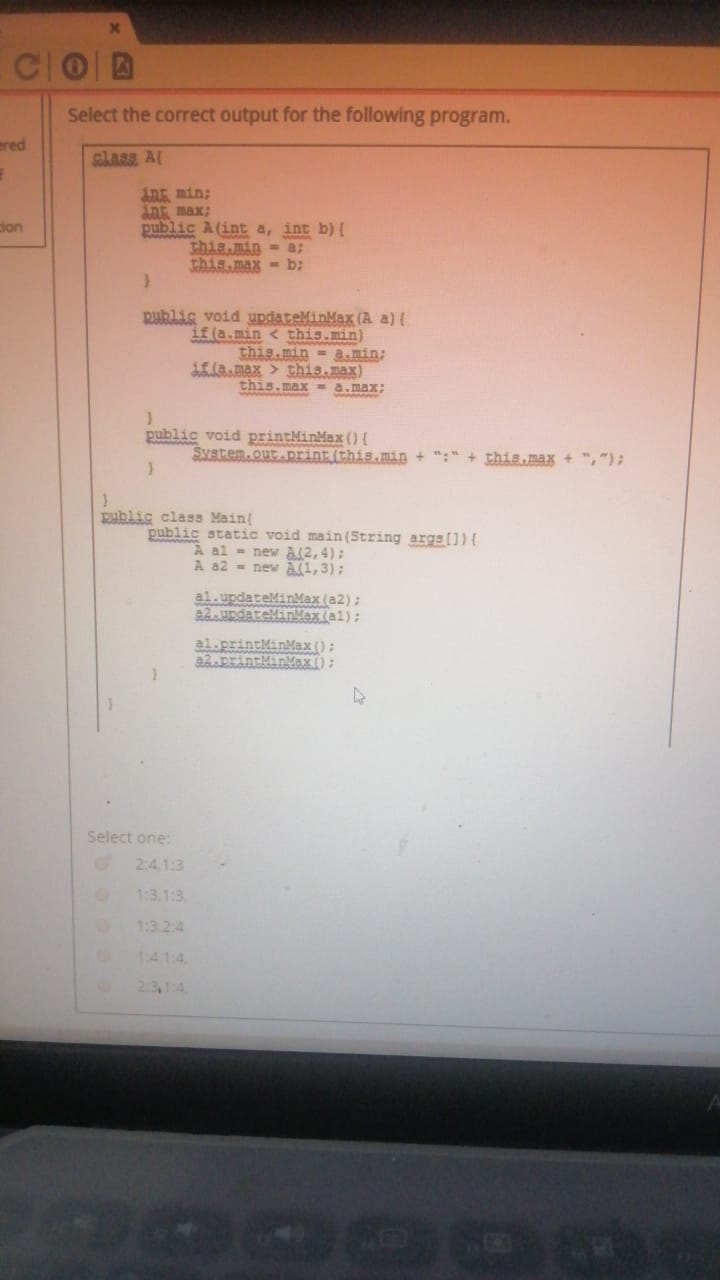 Select the correct output for the following program.
ered
f
ion
class A{
int min;
int max;
public A(int a, int b){
this.min = a;
this.max = b;
}
public void updateMinMax(A a){
if(a.min < this.min)
this.min = a.min;
if(a.max > this.max)
this.max = a.max;
}
public void printMinMax(){
System.out.print(this.min + ":" + this.max + ",");
}
}
public class Main{
public static void main(String args[]){
A a1 = new A(2,4);
A a2 = new A(1,3);
a1.updateMinMax(a2);
a2.updateMinMax(a1);
a1.printMinMax();
a2.printMinMax();
}
}
Select one:
2:4,1:3
1:3,1:3,
1:3,2:4
1:4,1:4,
2:3,1:4,